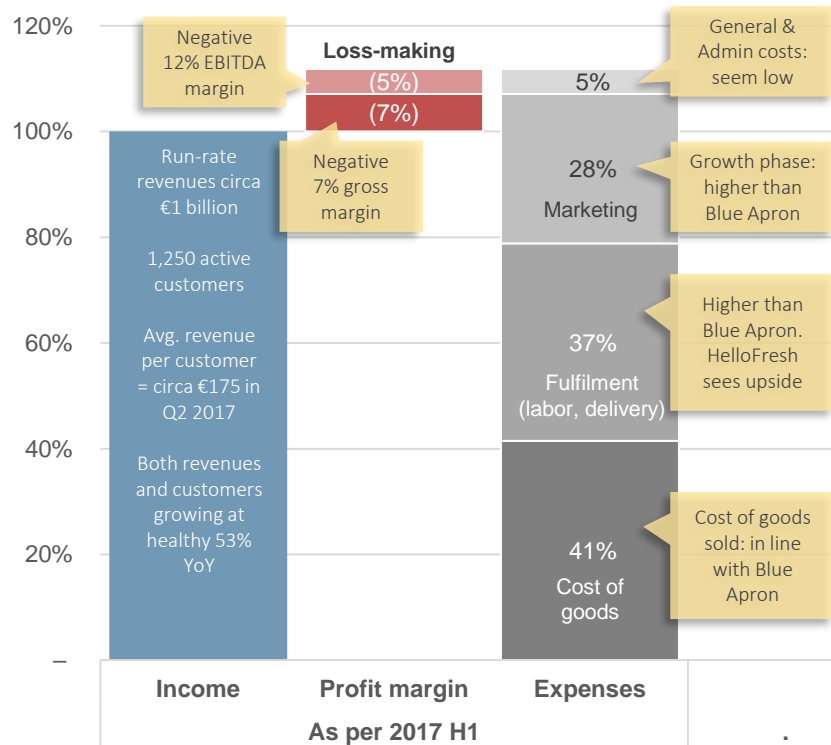 120%
100%
80%
60%
40%
20%
–
Negative
12% EBITDA
margin
Loss-making
(5%)
(7%)
Negative
7% gross
margin
Run-rate
revenues circa
€1 billion
1,250 active
customers
Avg. revenue
per customer
= circa €175 in
Q2 2017
Both revenues
and customers
growing at
healthy 53%
YoY
5%
28%
Marketing
37%
Fulfilment
(labor, delivery)
41%
Cost of
goods
General &
Admin costs:
seem low
Growth phase:
higher than
Blue Apron
Higher than
Blue Apron.
HelloFresh
sees upside
Cost of goods
sold: in line
with Blue
Apron
Income
Profit margin
Expenses
As per 2017 H1
.